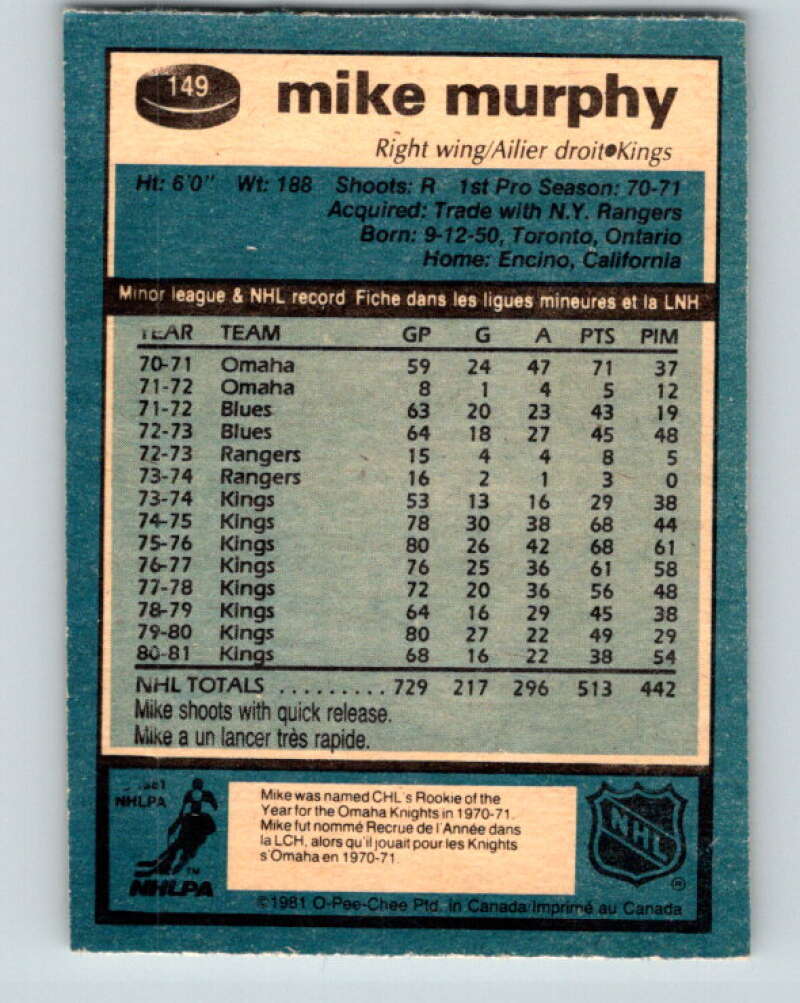 149
mike murphy
Right wing/Ailier droit●Kings
Ht: 6'0" Wt: 188 Shoots: R 1st Pro Season: 70-71
Acquired: Trade with N.Y. Rangers
Born: 9-12-50, Toronto, Ontario
Home: Encino, California
Minor league & NHL record Fiche dans les ligues mineures et la LNH
YEAR TEAM GP G A PTS PIM
70-71 Omaha 59 24 47 71 37
71-72 Omaha 8 1 4 5 12
71-72 Blues 63 20 23 43 19
72-73 Blues 64 18 27 45 48
72-73 Rangers 15 4 4 8 5
73-74 Rangers 16 2 1 3 0
73-74 Kings 53 13 16 29 38
74-75 Kings 78 30 38 68 44
75-76 Kings 80 26 42 68 61
76-77 Kings 76 25 36 61 58
77-78 Kings 72 20 36 56 48
78-79 Kings 64 16 29 45 38
79-80 Kings 80 27 22 49 29
80-81 Kings 68 16 22 38 54
NHL TOTALS ......... 729 217 296 513 442
Mike shoots with quick release.
Mike a un lancer très rapide.
NHLPA
NHLPA
TM
Mike was named CHL's Rookie of the
Year for the Omaha Knights in 1970-71.
Mike fut nommé Recrue de l'Année dans
la LCH, alors qu'il jouait pour les Knights
s'Omaha en 1970-71
NHL
®
©1981 O-Pee-Chee Ptd. in Canada/Imprimé au Canada